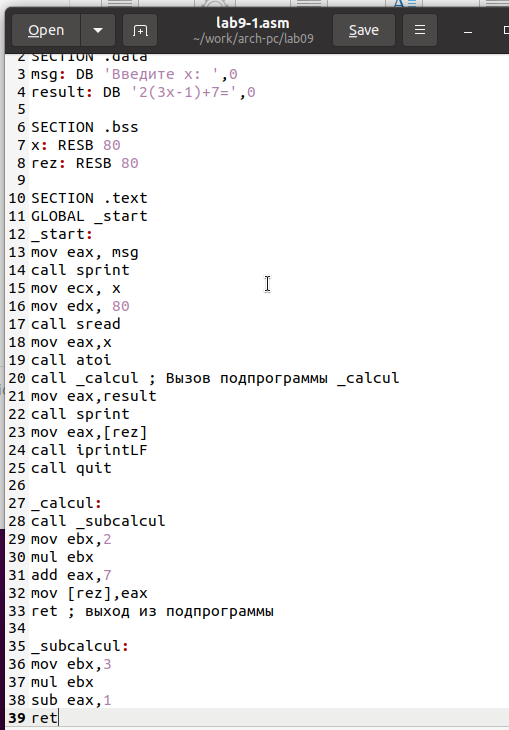 lab9-1.asm
Open Save
~/work/arch-pc/lab09
2 SECTION .data
3 msg: DB 'Введите x: ',0
4 result: DB '2(3x-1)+7=',0
5
6 SECTION .bss
7 x: RESB 80
8 rez: RESB 80
9
10 SECTION .text
11 GLOBAL _start
12 _start:
13 mov eax, msg
14 call sprint
15 mov ecx, x
16 mov edx, 80
17 call sread
18 mov eax,x
19 call atoi
20 call _calcul ; Вызов подпрограммы _calcul
21 mov eax,result
22 call sprint
23 mov eax,[rez]
24 call iprintLF
25 call quit
26
27 _calcul:
28 call _subcalcul
29 mov ebx,2
30 mul ebx
31 add eax,7
32 mov [rez],eax
33 ret ; выход из подпрограммы
34
35 _subcalcul:
36 mov ebx,3
37 mul ebx
38 sub eax,1
39 ret